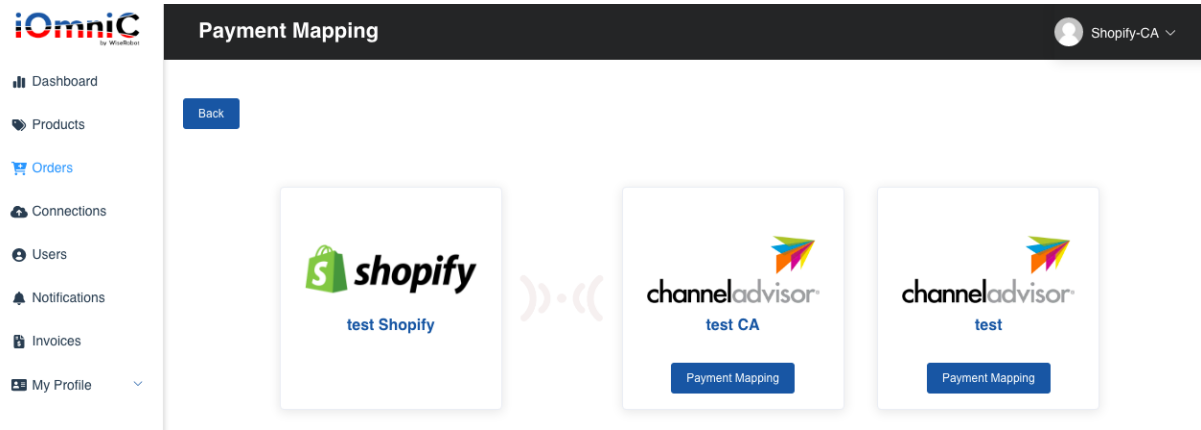 iOmniC
by WiseRobot
Payment Mapping
Shopify-CA
Dashboard
Products
Orders
Connections
Users
Notifications
Invoices
My Profile
Back
shopify
test Shopify
channeladvisor
test CA
Payment Mapping
channeladvisor
test
Payment Mapping